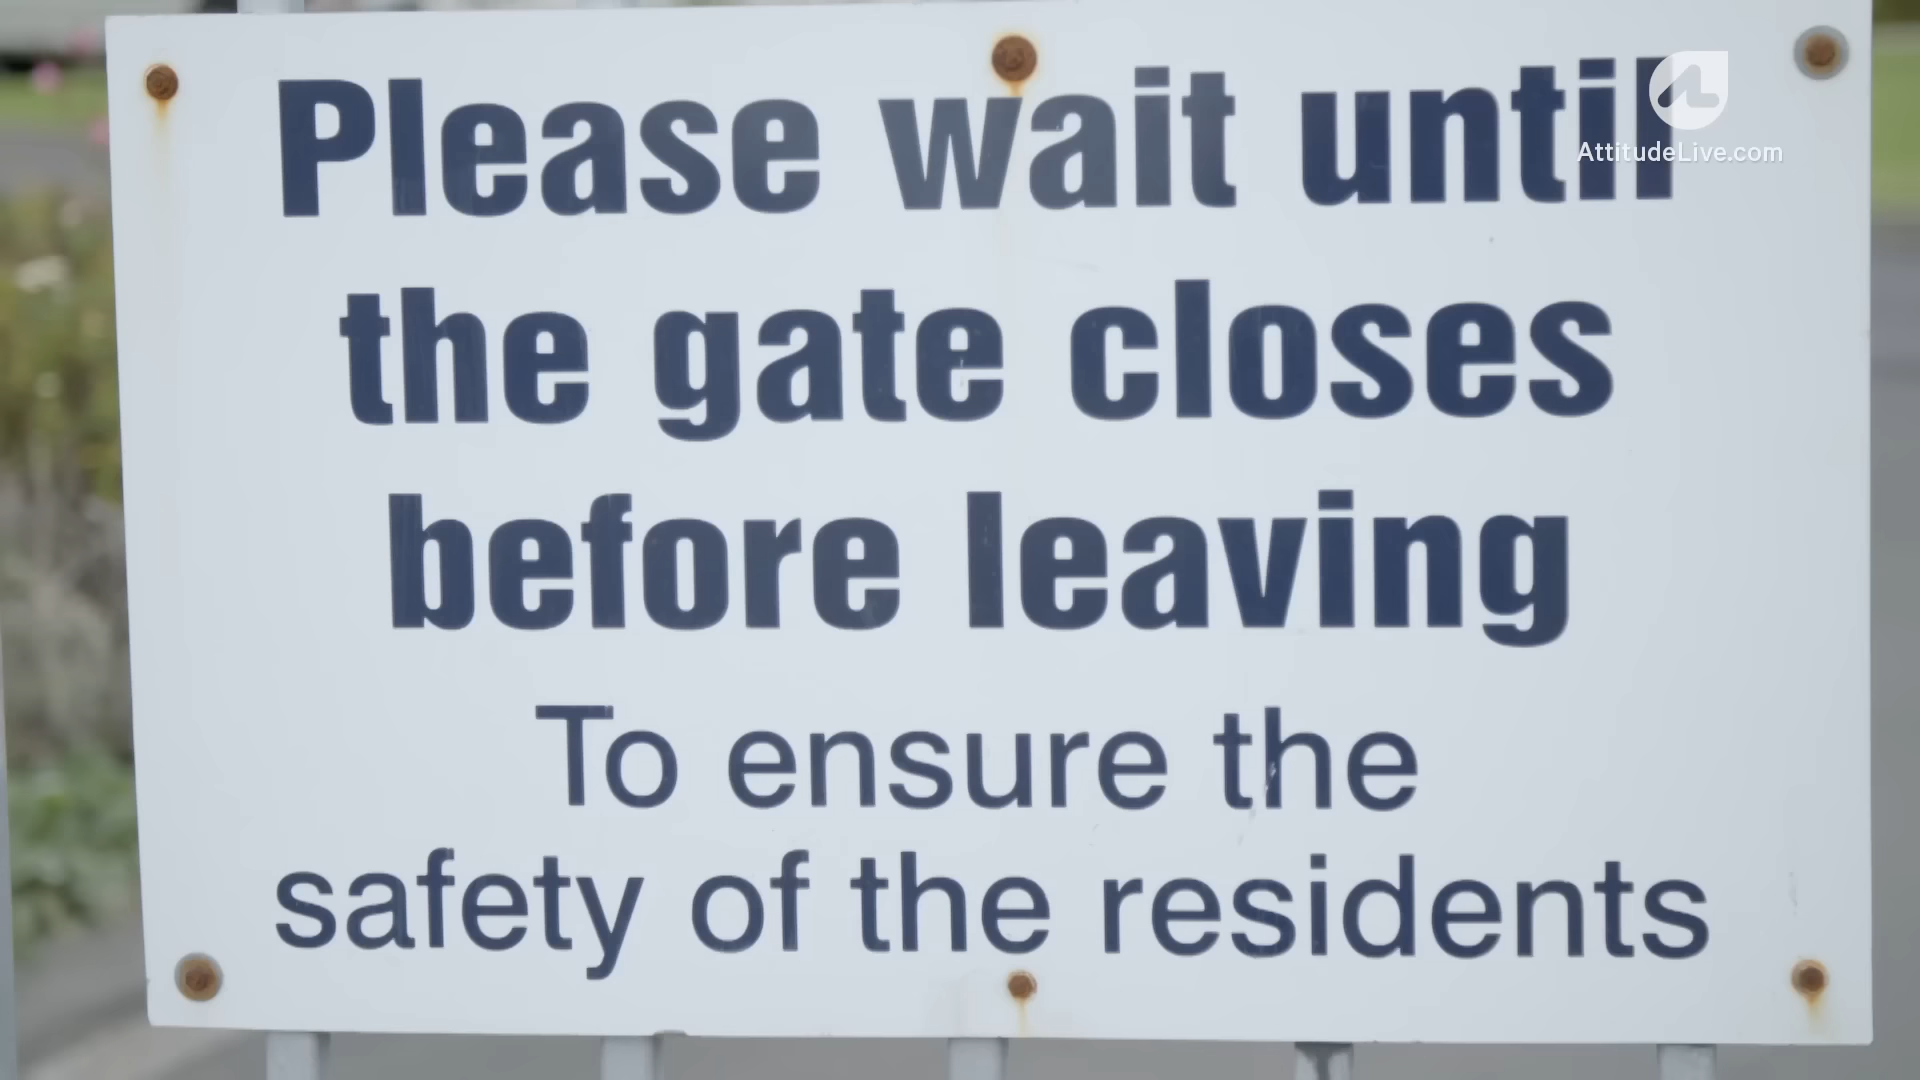 Please wait until
the gate closes
before leaving
To ensure the
safety of the residents
AttitudeLive.com